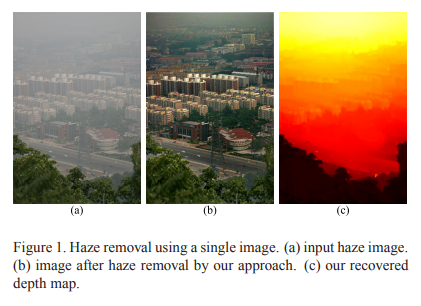 (a)
(b)
(c)
Figure 1. Haze removal using a single image. (a) input haze image.
(b) image after haze removal by our approach. (c) our recovered
depth map.